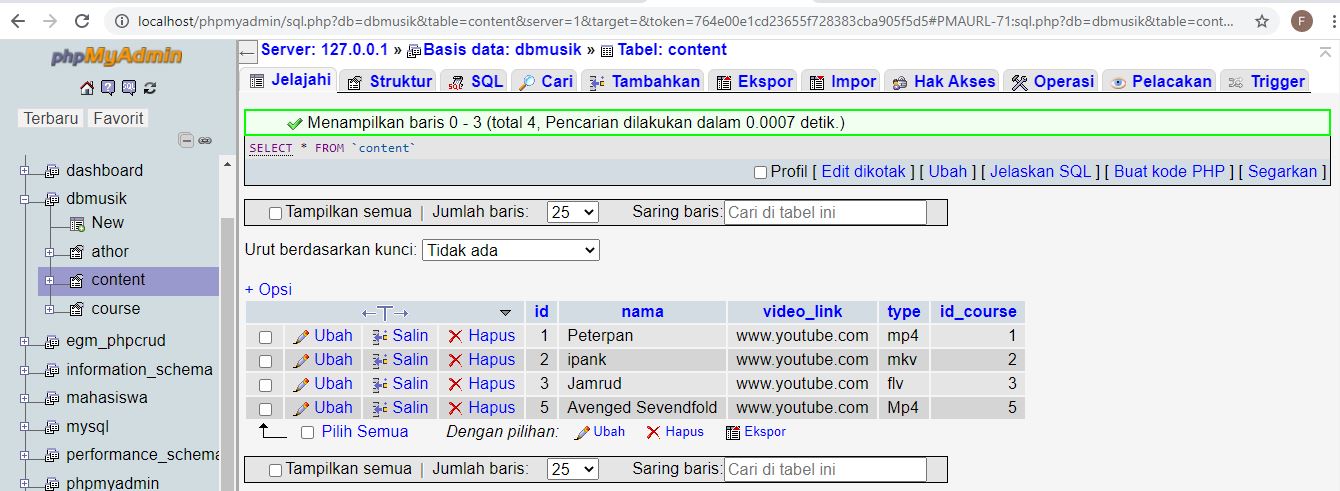 localhost/phpmyadmin/sql.php?db=dbmusik&table=content&server=1&target=&token=764e00e1cd23655f728383cba905f5d5#PMAURL-71:sql.php?db=dbmusik&table=cont...
F
phpMyAdmin
Terbaru Favorit
dashboard
dbmusik
New
athor
content
course
egm_phpcrud
information_schema
mahasiswa
mysql
performance_schema
phpmyadmin
Server: 127.0.0.1 » Basis data: dbmusik » Tabel: content
Jelajahi Struktur SQL Cari Tambahkan Ekspor Impor Hak Akses Operasi Pelacakan Trigger
Menampilkan baris 0 - 3 (total 4, Pencarian dilakukan dalam 0.0007 detik.)
SELECT * FROM `content`
Profil [ Edit dikotak ] [ Ubah ] [ Jelaskan SQL ] [ Buat kode PHP ] [ Segarkan ]
Tampilkan semua | Jumlah baris: 25 Saring baris: Cari di tabel ini
Urut berdasarkan kunci: Tidak ada
+ Opsi
←T→ id nama video_link type id_course
Ubah Salin Hapus 1 Peterpan www.youtube.com mp4 1
Ubah Salin Hapus 2 ipank www.youtube.com mkv 2
Ubah Salin Hapus 3 Jamrud www.youtube.com flv 3
Ubah Salin Hapus 5 Avenged Sevendfold www.youtube.com Mp4 5
Pilih Semua Dengan pilihan: Ubah Hapus Ekspor
Tampilkan semua | Jumlah baris: 25 Saring baris: Cari di tabel ini